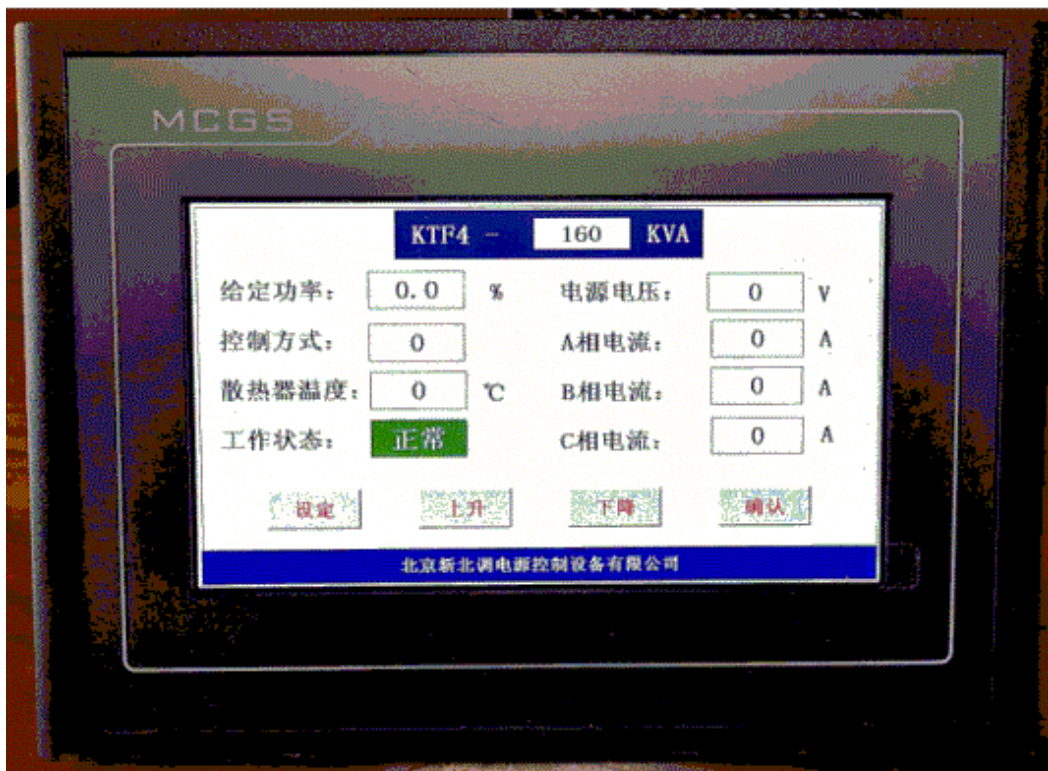 MCGS
KTF4 - 160 KVA
给定功率: 0.0 % 电源电压: 0 V
控制方式: 0 A相电流: 0 A
散热器温度: 0 ℃ B相电流: 0 A
工作状态: 正常 C相电流: 0 A
设定 上升 下降 确认
北京新北调电源控制设备有限公司